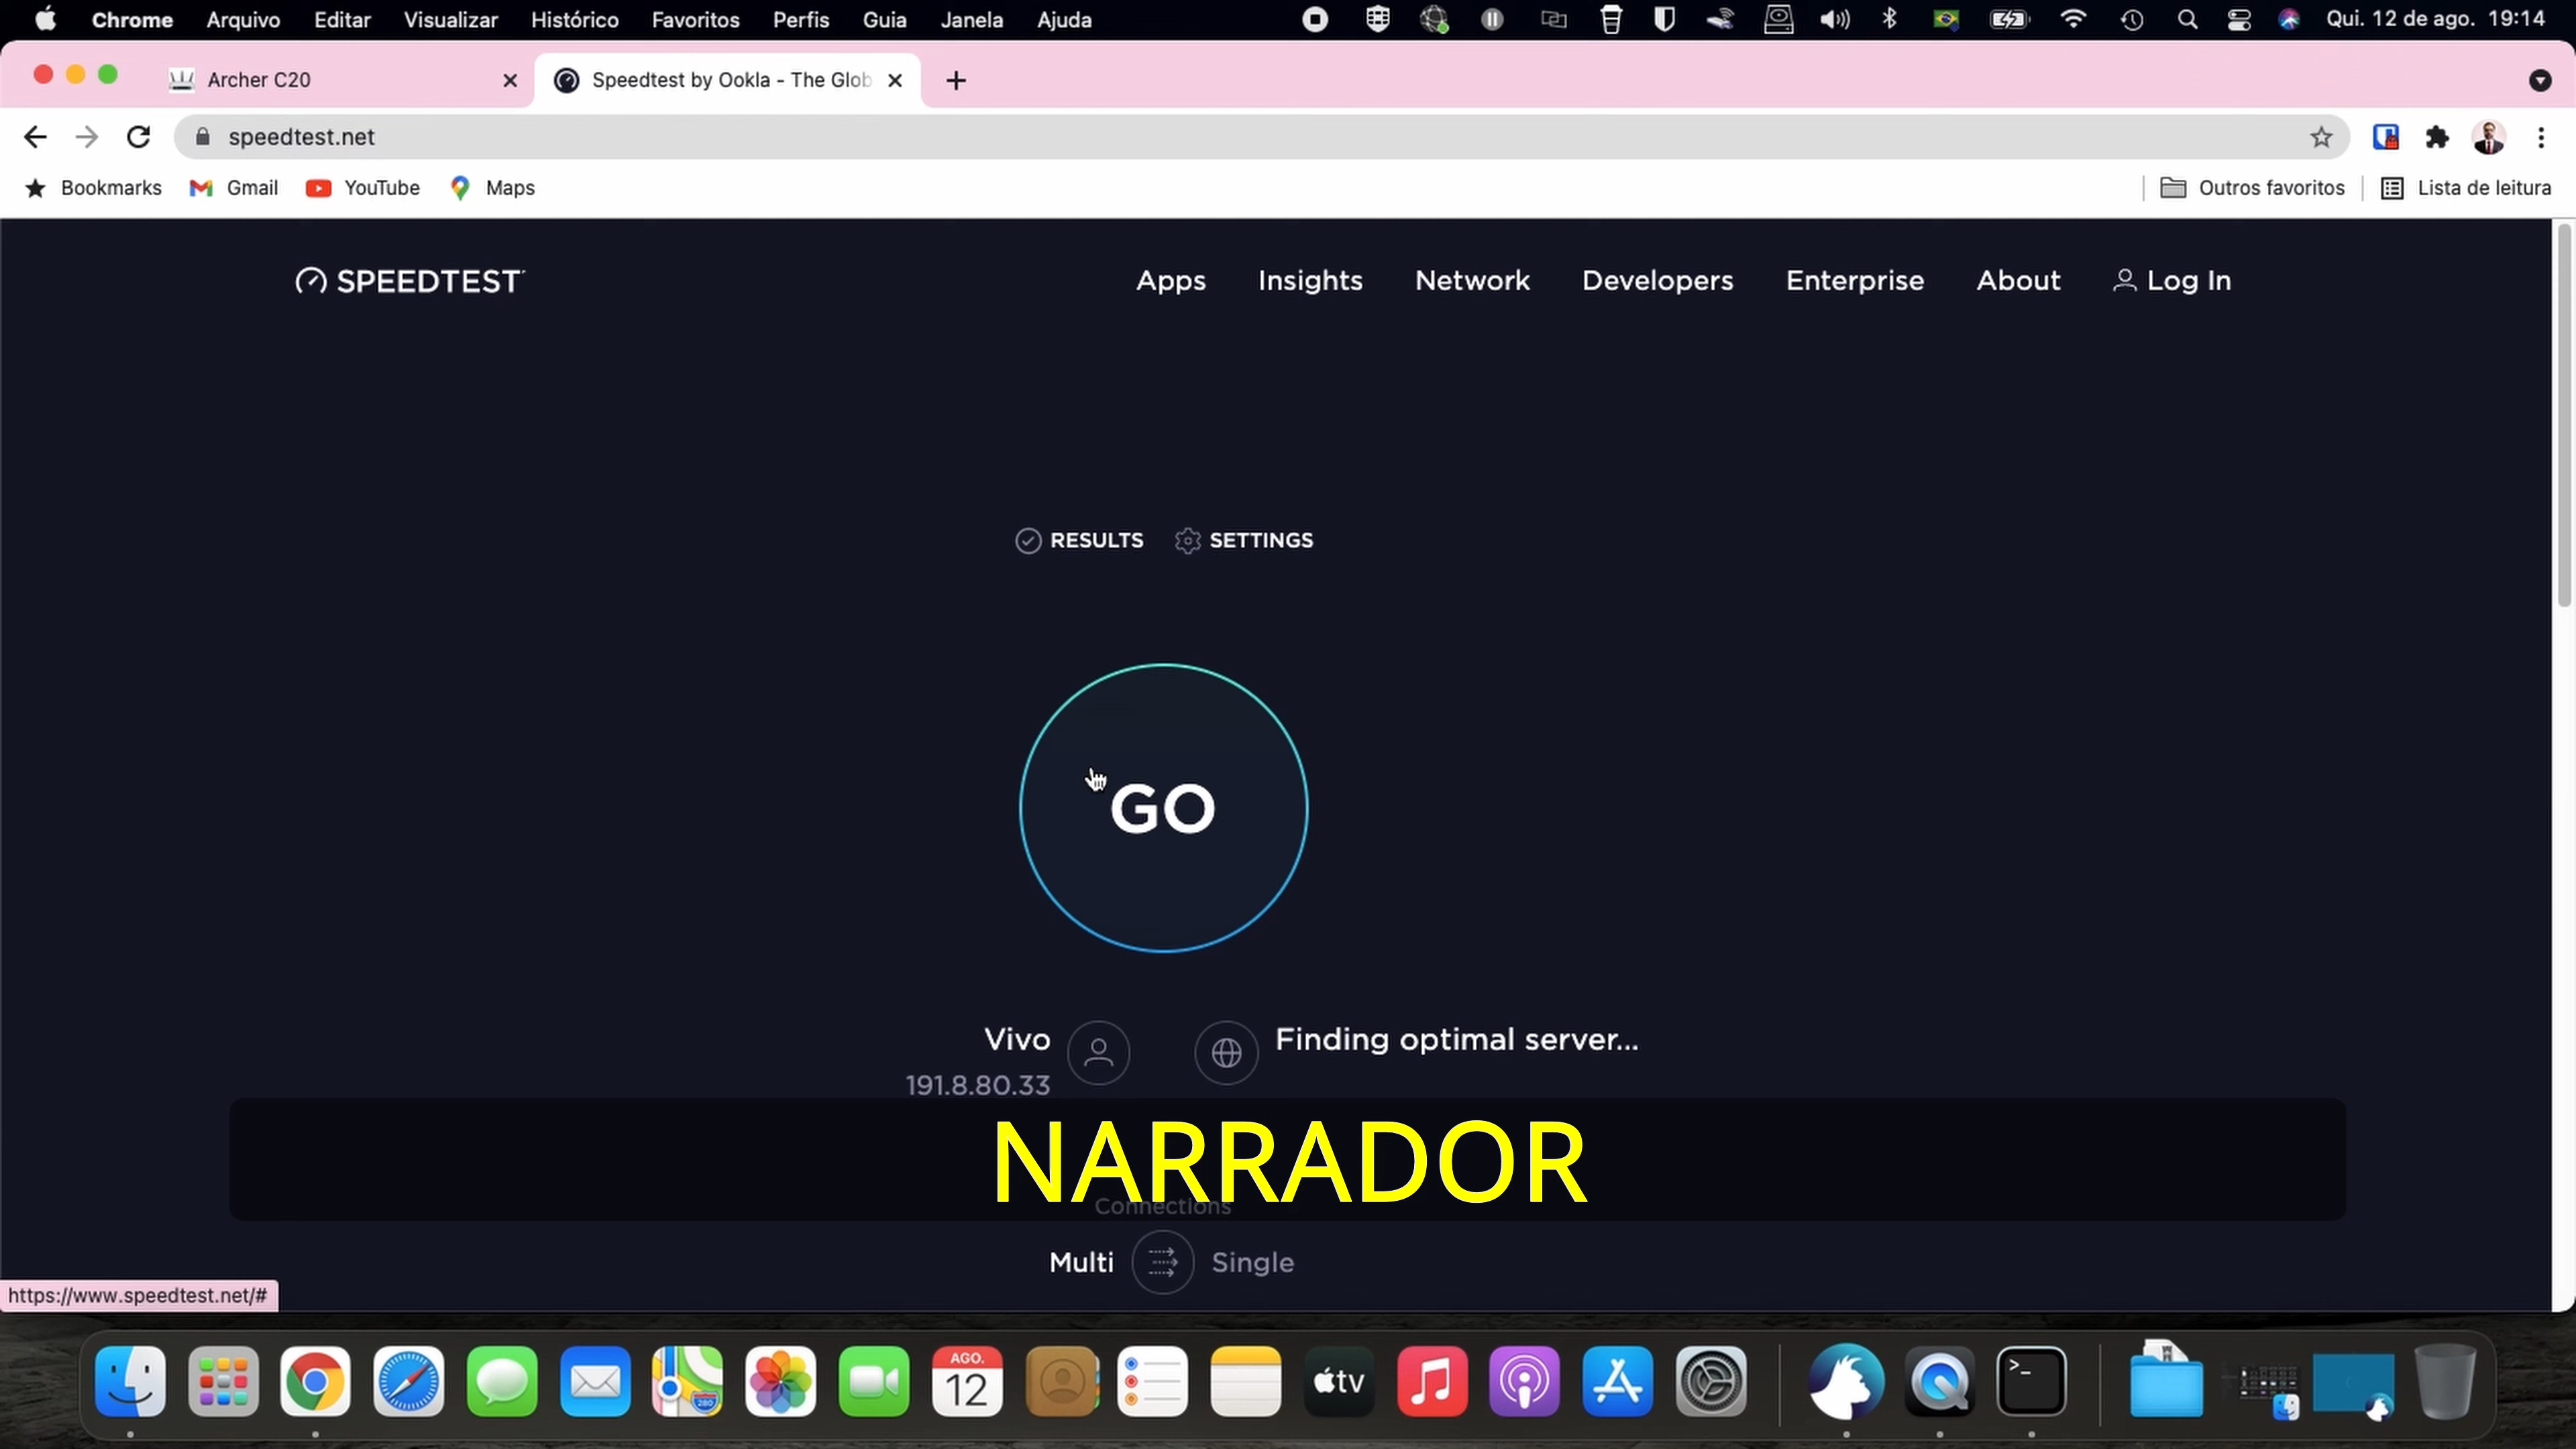 Chrome Arquivo Editar Visualizar Histórico Favoritos Perfis Guia Janela Ajuda Qui. 12 de ago. 19:14
Archer C20 Speedtest by Ookla - The Glob
speedtest.net
Bookmarks Gmail YouTube Maps Outros favoritos Lista de leitura
SPEEDTEST Apps Insights Network Developers Enterprise About Log In
RESULTS SETTINGS
GO
Vivo Finding optimal server...
191.8.80.33
NARRADOR
Connections
Multi Single
https://www.speedtest.net/#
AGO.
12
tv
280
>_